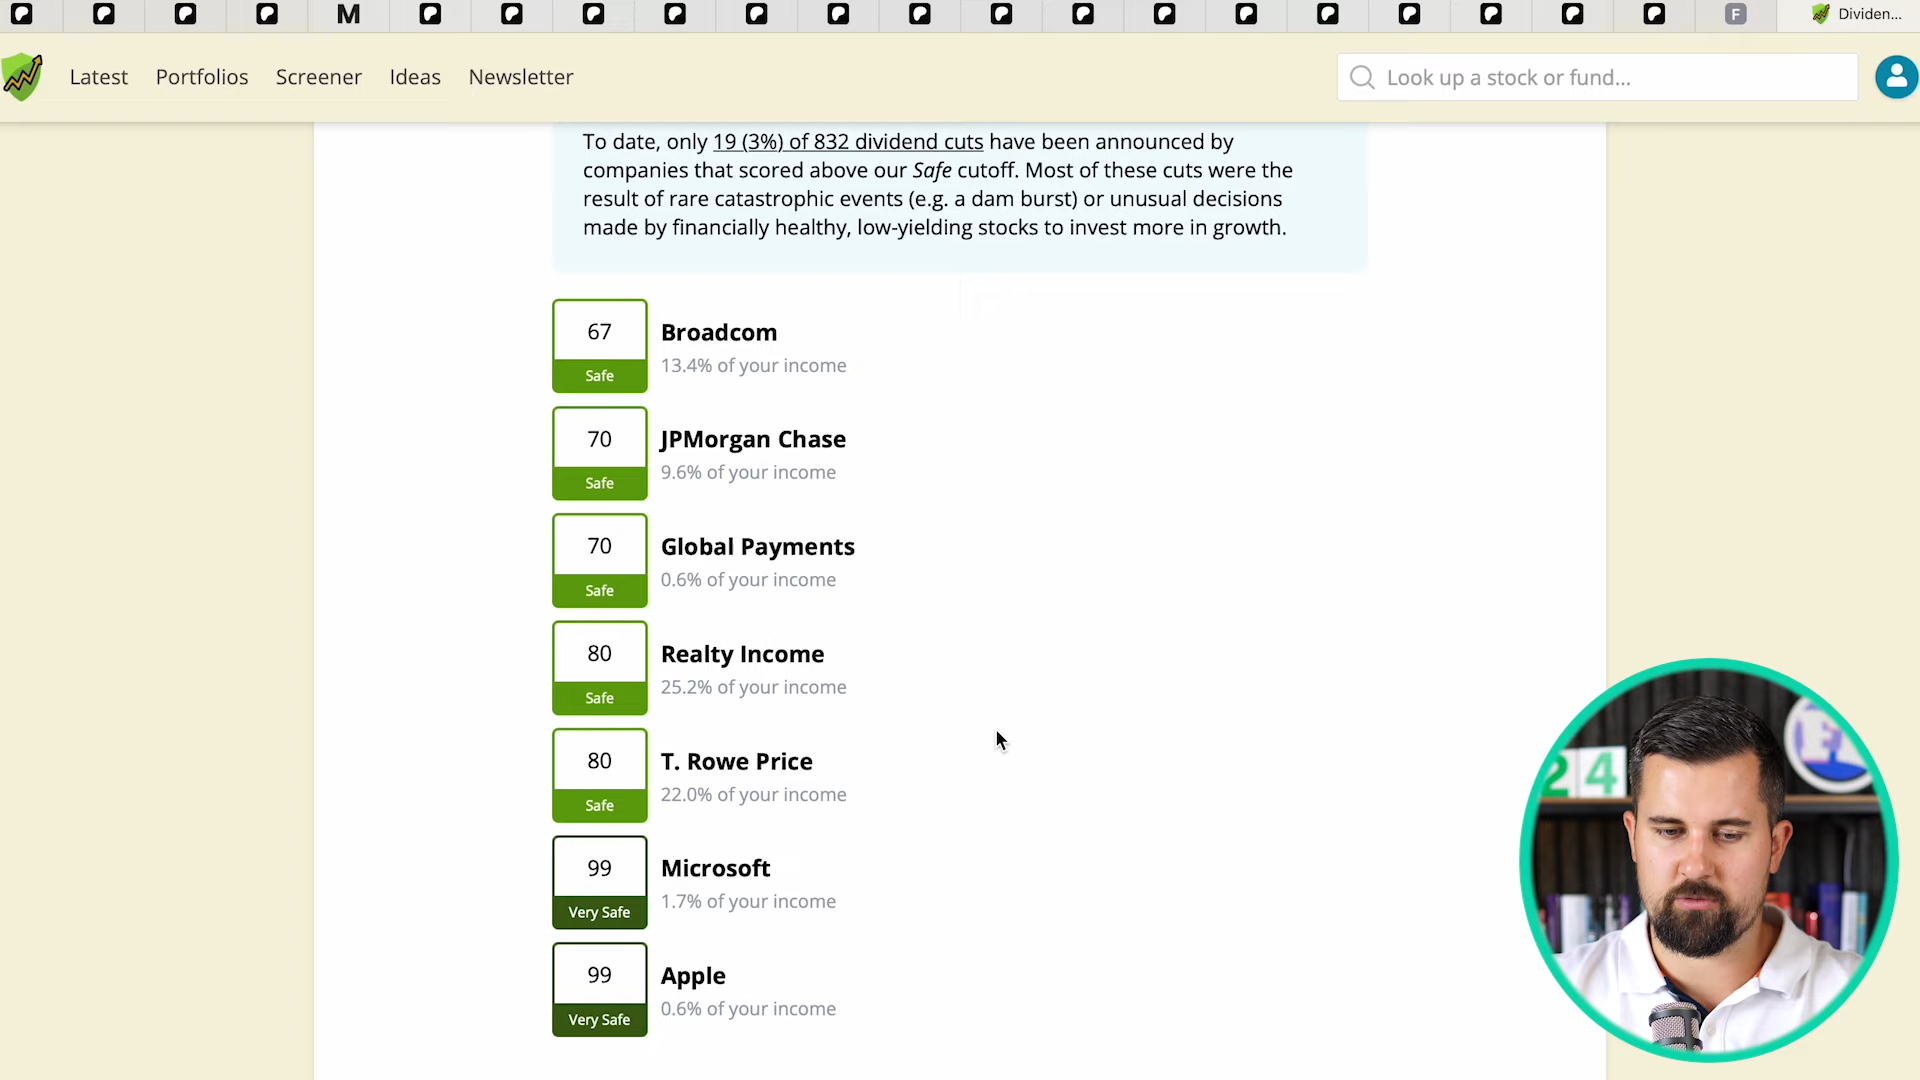 M
F
Dividen...
Latest
Portfolios
Screener
Ideas
Newsletter
Look up a stock or fund...
To date, only 19 (3%) of 832 dividend cuts have been announced by
companies that scored above our Safe cutoff. Most of these cuts were the
result of rare catastrophic events (e.g. a dam burst) or unusual decisions
made by financially healthy, low-yielding stocks to invest more in growth.
67
Safe
Broadcom
13.4% of your income
70
Safe
JPMorgan Chase
9.6% of your income
70
Safe
Global Payments
0.6% of your income
80
Safe
Realty Income
25.2% of your income
80
Safe
T. Rowe Price
22.0% of your income
99
Very Safe
Microsoft
1.7% of your income
99
Very Safe
Apple
0.6% of your income
24